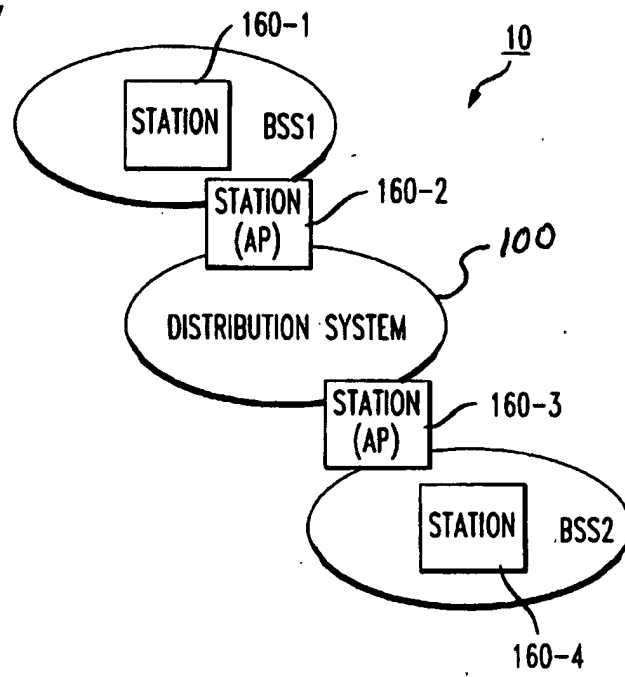 160-1
10
STATION
BSS1
STATION
(AP)
160-2
100
DISTRIBUTION SYSTEM
STATION
(AP)
160-3
STATION
BSS2
160-4